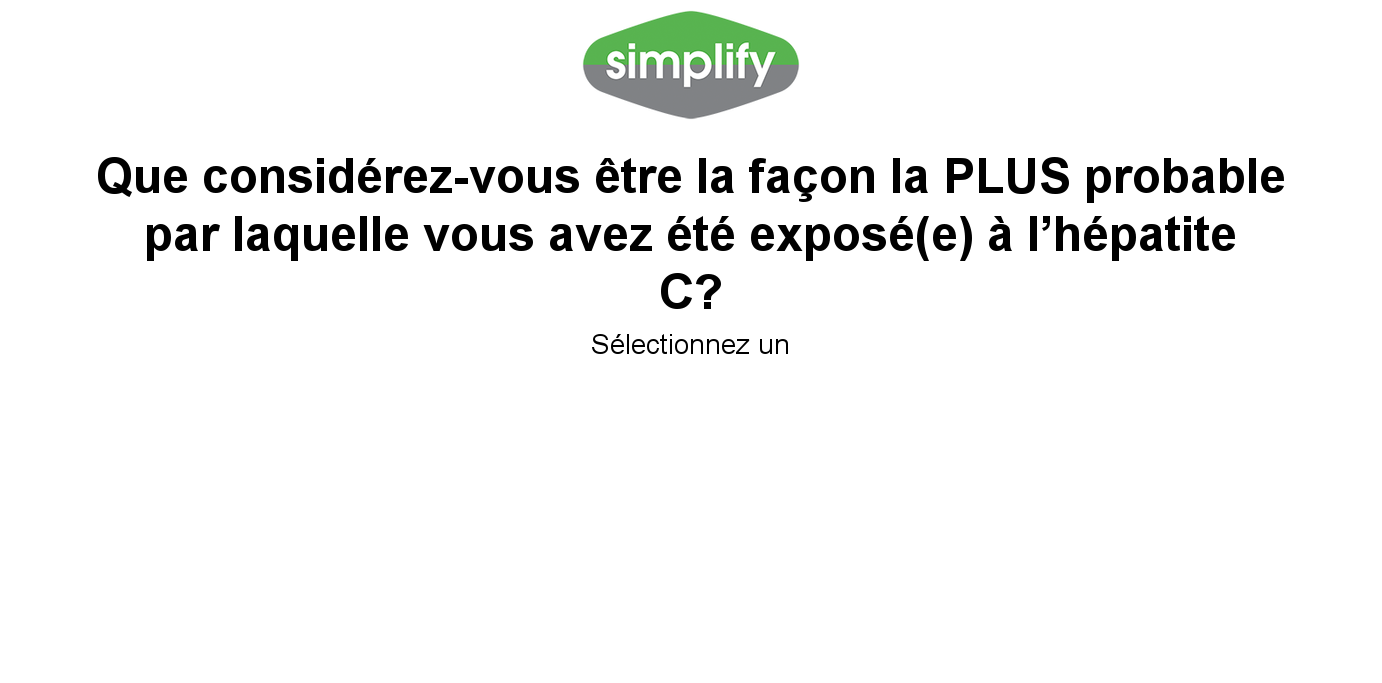 simplify
Que considérez-vous être la façon la PLUS probable
par laquelle vous avez été exposé(e) à l’hépatite
C?
Sélectionnez un